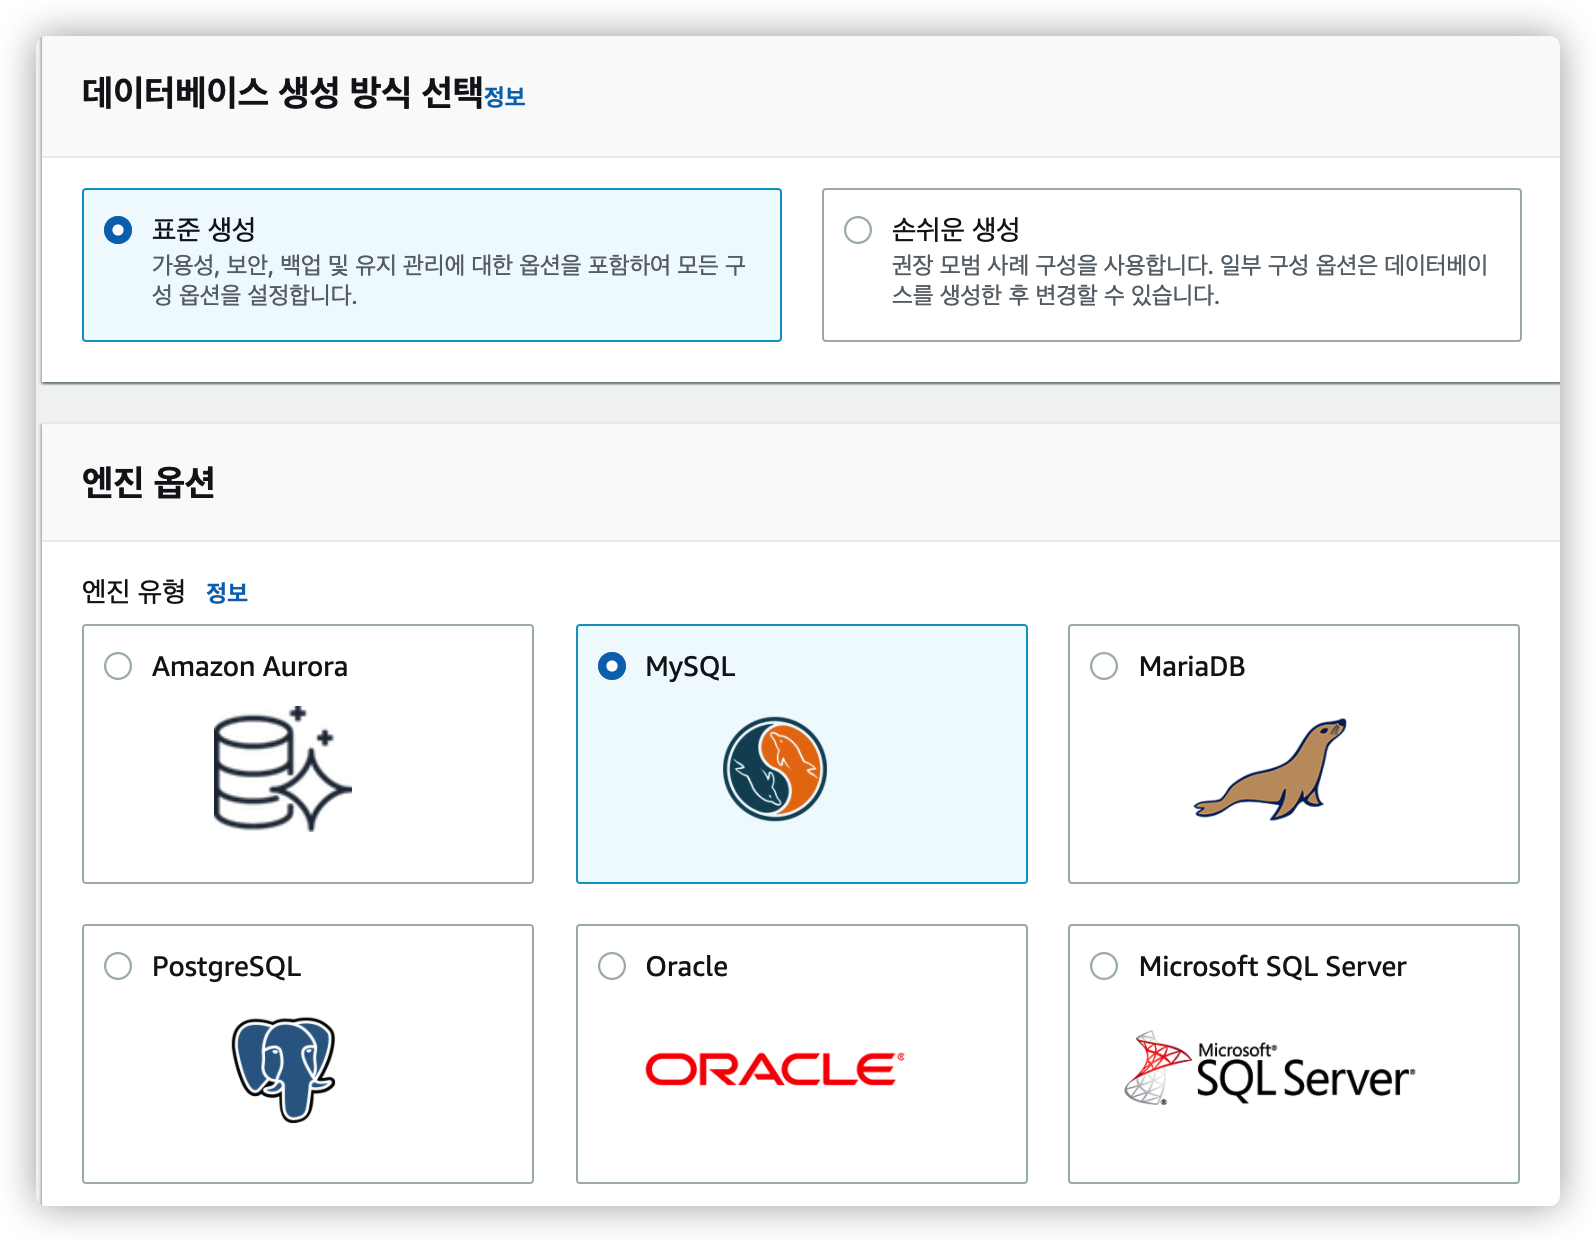 데이터베이스 생성 방식 선택정보
표준 생성
가용성, 보안, 백업 및 유지 관리에 대한 옵션을 포함하여 모든 구
성 옵션을 설정합니다.
손쉬운 생성
권장 모범 사례 구성을 사용합니다. 일부 구성 옵션은 데이터베이
스를 생성한 후 변경할 수 있습니다.
엔진 옵션
엔진 유형 정보
Amazon Aurora
MySQL
MariaDB
PostgreSQL
Oracle
ORACLE
Microsoft SQL Server
Microsoft®
SQL Server®